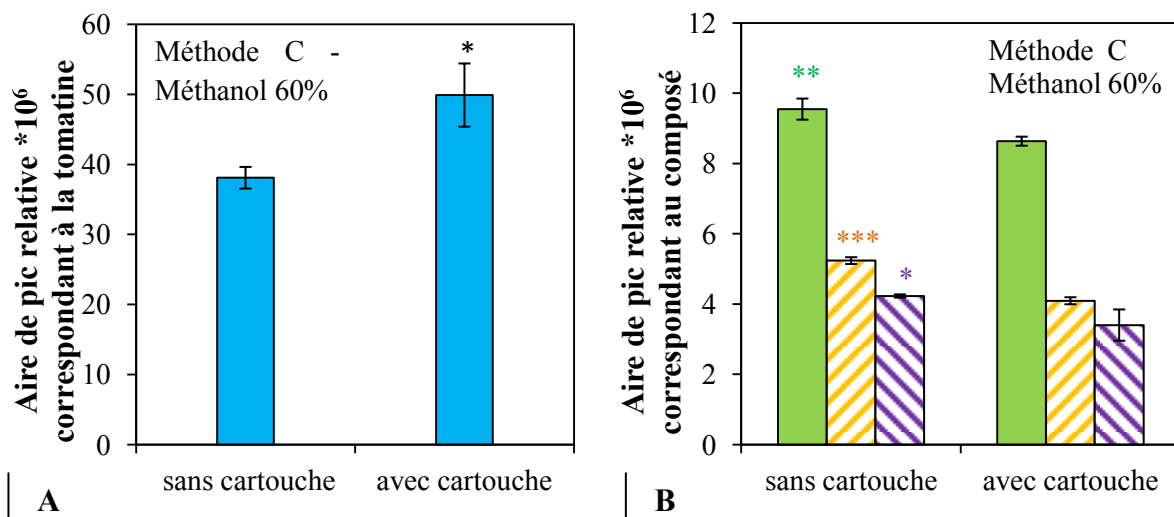 Aire de pic relative *10⁶
correspondant à la tomatine
60
50
40
30
20
10
0
Méthode C -
Méthanol 60%
*
sans cartouche
avec cartouche
A
Aire de pic relative *10⁶
correspondant au composé
12
10
8
6
4
2
0
Méthode C
Méthanol 60%
**
***
*
sans cartouche
avec cartouche
B